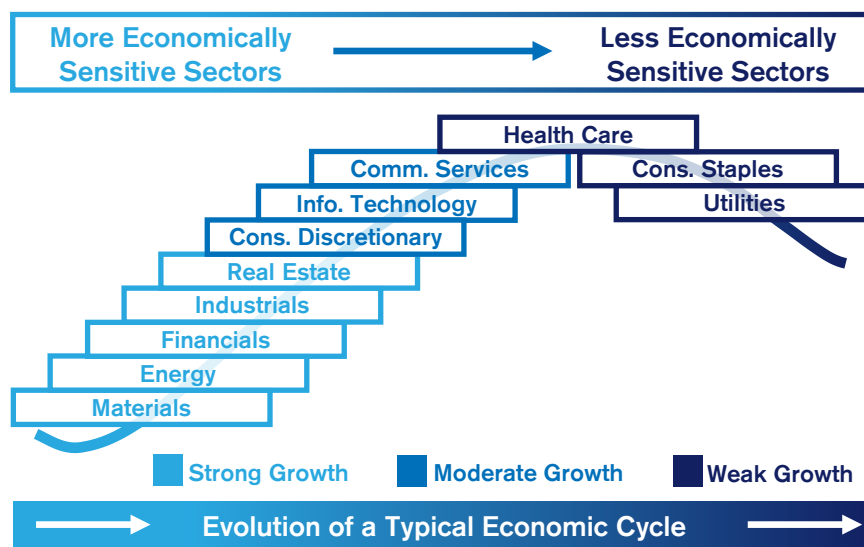 More Economically
Sensitive Sectors
Less Economically
Sensitive Sectors
Health Care
Comm. Services
Cons. Staples
Info. Technology
Utilities
Cons. Discretionary
Real Estate
Industrials
Financials
Energy
Materials
Strong Growth
Moderate Growth
Weak Growth
Evolution of a Typical Economic Cycle